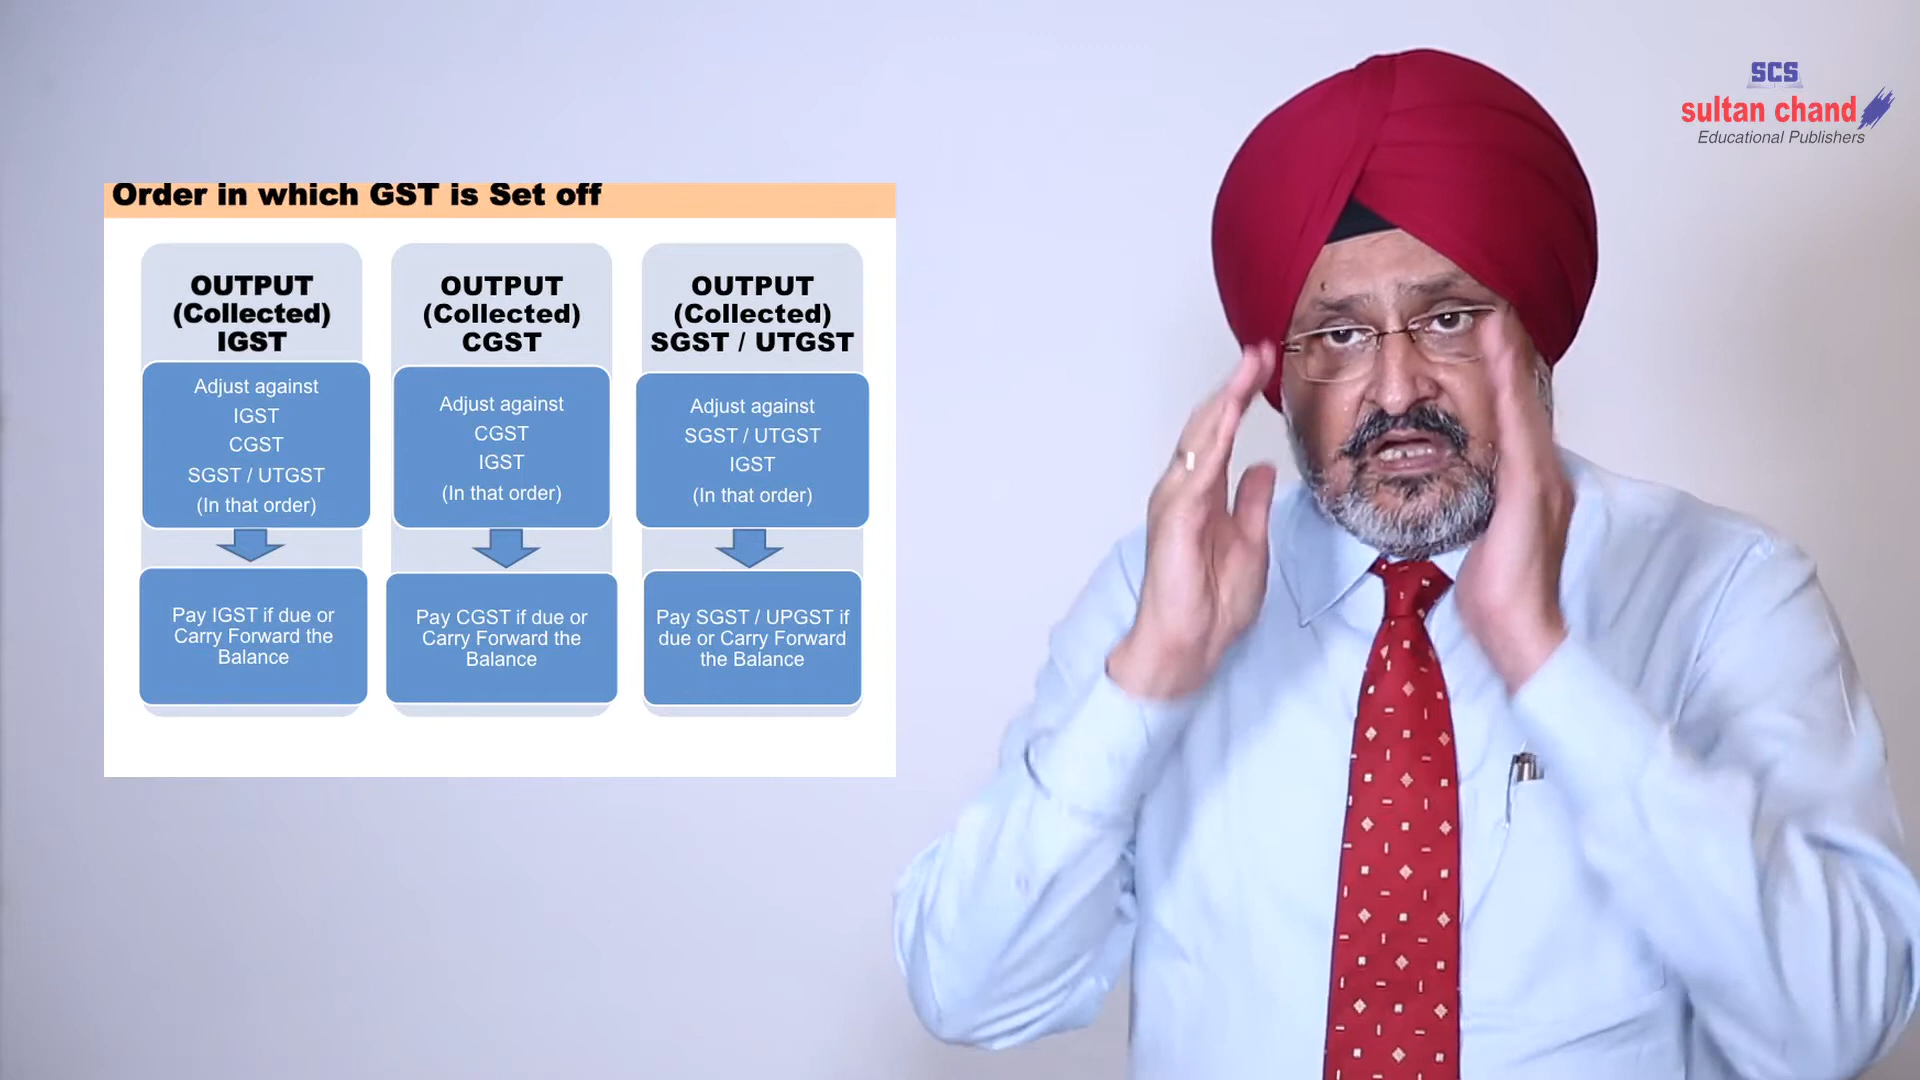 Order in which GST is Set off
OUTPUT
(Collected)
IGST
Adjust against
IGST
CGST
SGST / UTGST
(In that order)
Pay IGST if due or
Carry Forward the
Balance
OUTPUT
(Collected)
CGST
Adjust against
CGST
IGST
(In that order)
Pay CGST if due or
Carry Forward the
Balance
OUTPUT
(Collected)
SGST / UTGST
Adjust against
SGST / UTGST
IGST
(In that order)
Pay SGST / UPGST if
due or Carry Forward
the Balance
SCS
sultan chand
Educational Publishers